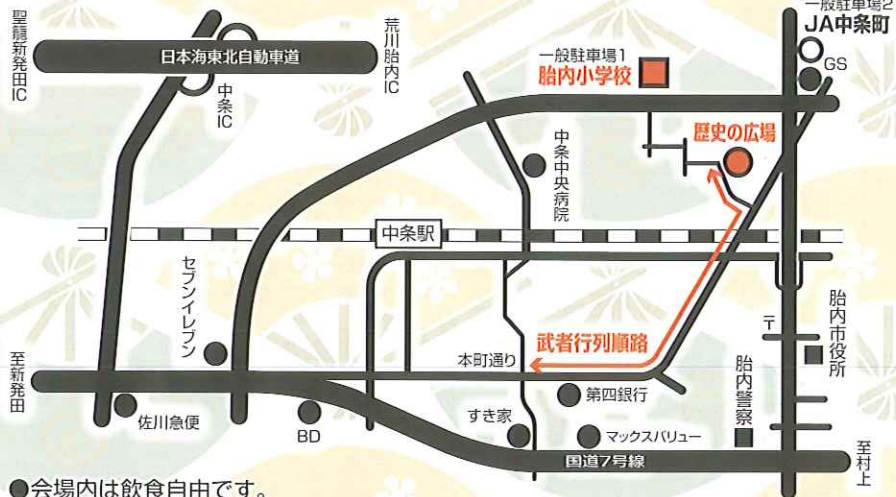 聖籠新発田IC
日本海東北自動車道
荒川胎内IC
中条IC
一般駐車場1
胎内小学校
一般駐車場2
JA中条町
GS
歴史の広場
中条中央病院
中条駅
セブンイレブン
武者行列順路
本町通り
〒
胎内市役所
至新発田
佐川急便
BD
すき家
第四銀行
マックスバリュー
胎内警察
国道7号線
至村上
●会場内は飲食自由です。